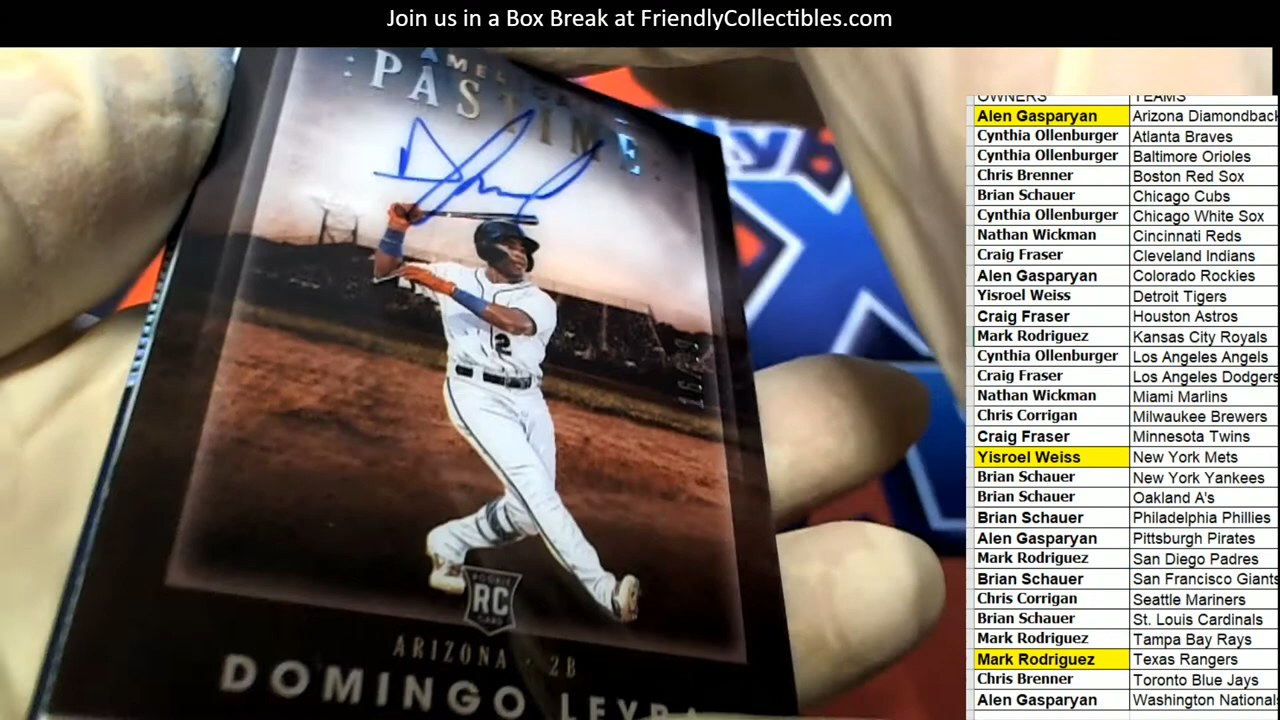 Join us in a Box Break at FriendlyCollectibles.com
PAST
2
ROOKIE
RC
CARD
ARIZONA · 2B
DOMINGO
OWNERS TEAMS
Alen Gasparyan Arizona Diamondback
Cynthia Ollenburger Atlanta Braves
Cynthia Ollenburger Baltimore Orioles
Chris Brenner Boston Red Sox
Brian Schauer Chicago Cubs
Cynthia Ollenburger Chicago White Sox
Nathan Wickman Cincinnati Reds
Craig Fraser Cleveland Indians
Alen Gasparyan Colorado Rockies
Yisroel Weiss Detroit Tigers
Craig Fraser Houston Astros
Mark Rodriguez Kansas City Royals
Cynthia Ollenburger Los Angeles Angels
Craig Fraser Los Angeles Dodgers
Nathan Wickman Miami Marlins
Chris Corrigan Milwaukee Brewers
Craig Fraser Minnesota Twins
Yisroel Weiss New York Mets
Brian Schauer New York Yankees
Brian Schauer Oakland A's
Brian Schauer Philadelphia Phillies
Alen Gasparyan Pittsburgh Pirates
Mark Rodriguez San Diego Padres
Brian Schauer San Francisco Giants
Chris Corrigan Seattle Mariners
Brian Schauer St. Louis Cardinals
Mark Rodriguez Tampa Bay Rays
Mark Rodriguez Texas Rangers
Chris Brenner Toronto Blue Jays
Alen Gasparyan Washington National